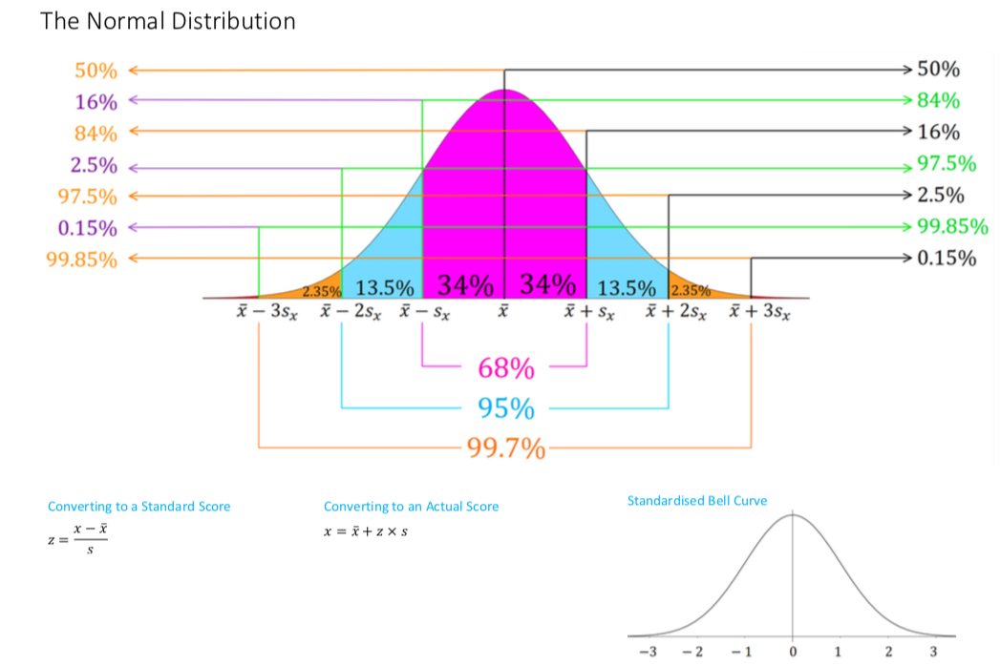 The Normal Distribution
50% 50%
16% 84%
84% 16%
2.5% 97.5%
97.5% 2.5%
0.15% 99.85%
99.85% 0.15%
2.35% 13.5% 34% 34% 13.5% 2.35%
x̄ − 3sₓ x̄ − 2sₓ x̄ − sₓ x̄ x̄ + sₓ x̄ + 2sₓ x̄ + 3sₓ
68%
95%
99.7%
Converting to a Standard Score
z = (x − x̄)/s
Converting to an Actual Score
x = x̄ + z × s
Standardised Bell Curve
−3 −2 −1 0 1 2 3